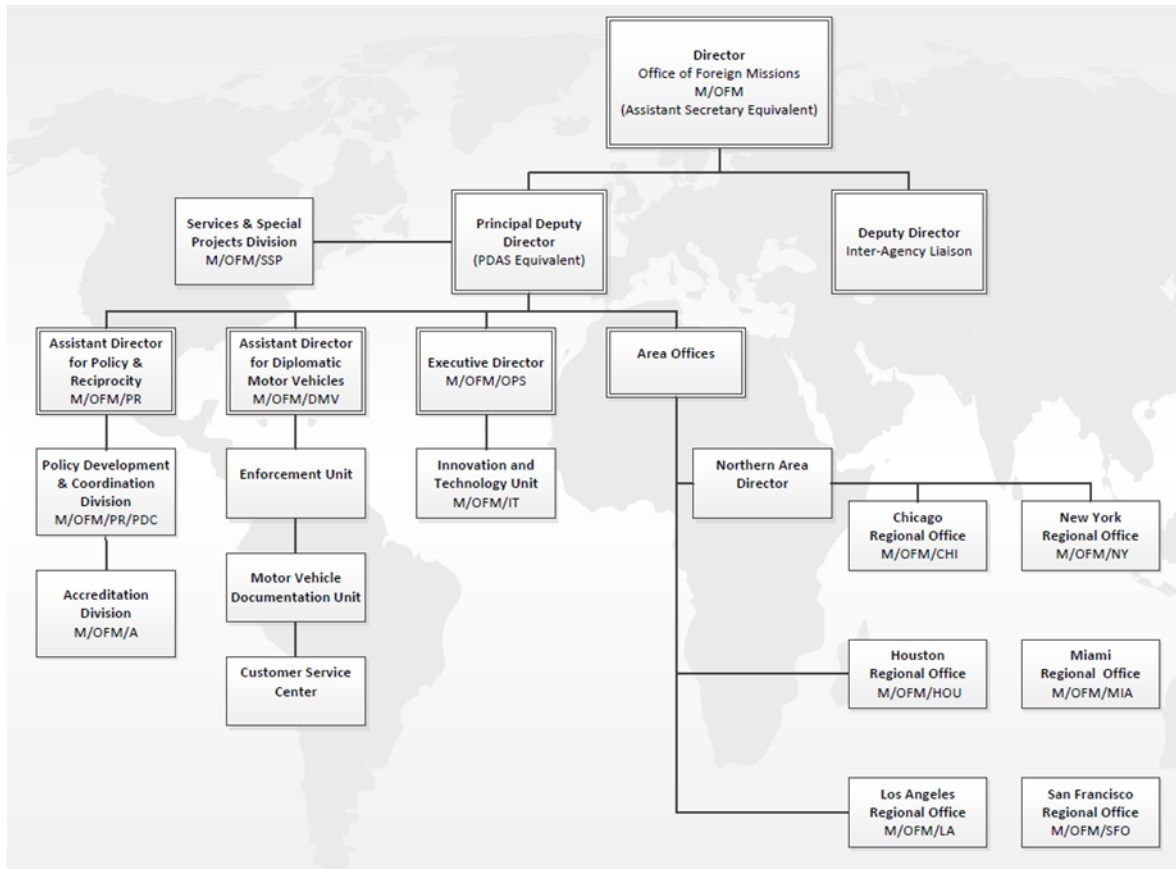 Director
Office of Foreign Missions
M/OFM
(Assistant Secretary Equivalent)
Services & Special
Projects Division
M/OFM/SSP
Principal Deputy
Director
(PDAS Equivalent)
Deputy Director
Inter-Agency Liaison
Assistant Director
for Policy &
Reciprocity
M/OFM/PR
Assistant Director
for Diplomatic
Motor Vehicles
M/OFM/DMV
Executive Director
M/OFM/OPS
Area Offices
Policy Development
& Coordination
Division
M/OFM/PR/PDC
Enforcement Unit
Innovation and
Technology Unit
M/OFM/IT
Northern Area
Director
Chicago
Regional Office
M/OFM/CHI
New York
Regional Office
M/OFM/NY
Accreditation
Division
M/OFM/A
Motor Vehicle
Documentation Unit
Customer Service
Center
Houston
Regional Office
M/OFM/HOU
Miami
Regional  Office
M/OFM/MIA
Los Angeles
Regional Office
M/OFM/LA
San Francisco
Regional Office
M/OFM/SFO